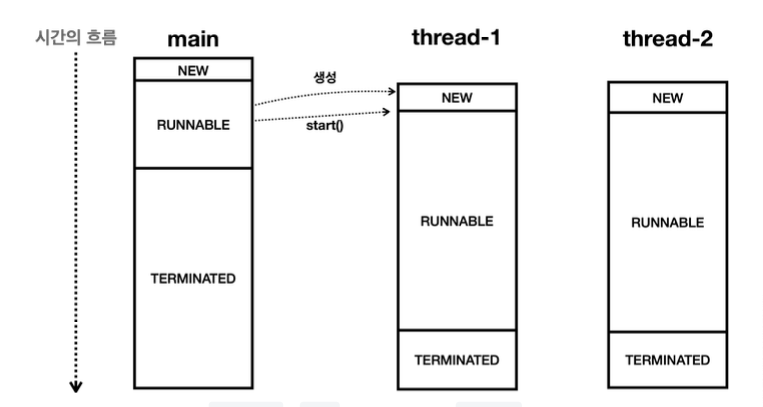 시간의 흐름
main
thread-1
thread-2
NEW
생성
NEW
NEW
RUNNABLE
start()
RUNNABLE
RUNNABLE
TERMINATED
TERMINATED
TERMINATED